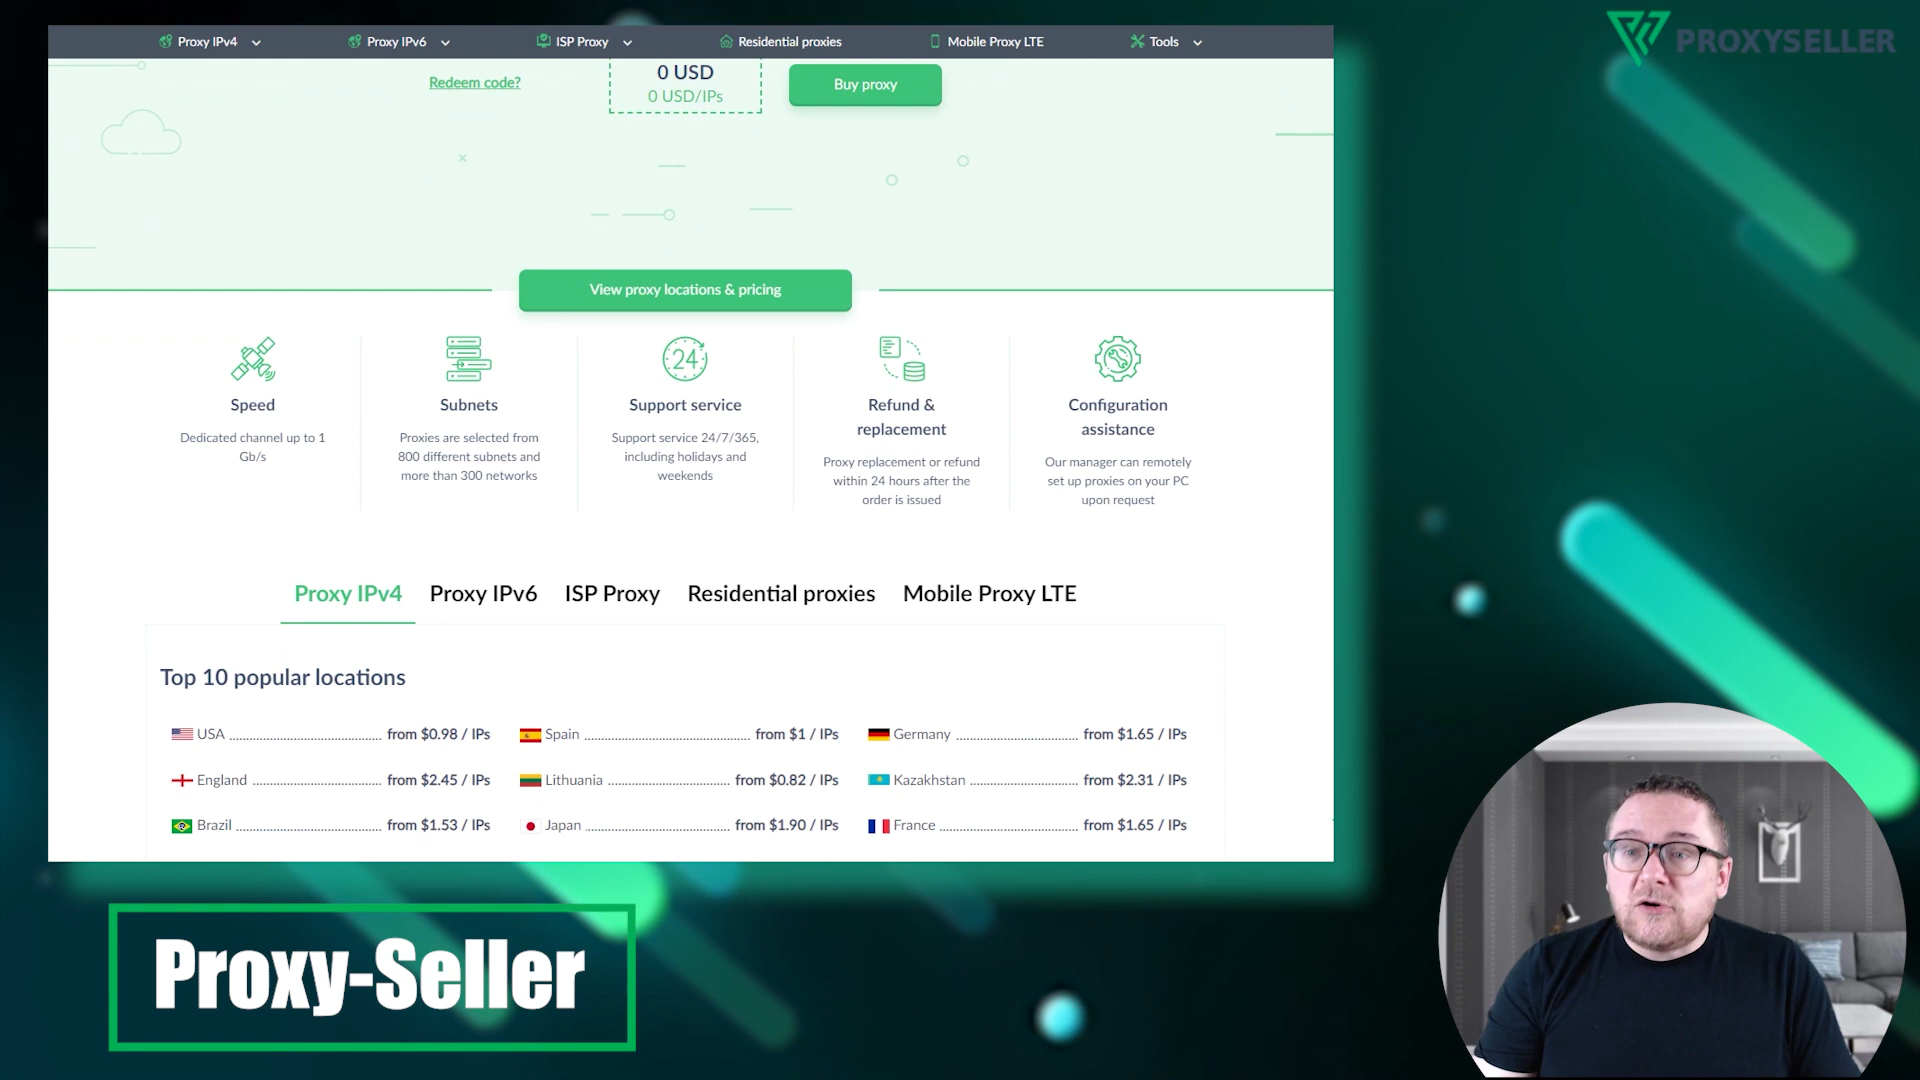 PROXYSELLER
Proxy IPv4 Proxy IPv6 ISP Proxy Residential proxies Mobile Proxy LTE Tools
Redeem code?
0 USD
0 USD/IPs
Buy proxy
View proxy locations & pricing
Speed
Dedicated channel up to 1
Gb/s
Subnets
Proxies are selected from
800 different subnets and
more than 300 networks
24
Support service
Support service 24/7/365,
including holidays and
weekends
Refund &
replacement
Proxy replacement or refund
within 24 hours after the
order is issued
Configuration
assistance
Our manager can remotely
set up proxies on your PC
upon request
Proxy IPv4 Proxy IPv6 ISP Proxy Residential proxies Mobile Proxy LTE
Top 10 popular locations
USA from $0.98 / IPs Spain from $1 / IPs Germany from $1.65 / IPs
England from $2.45 / IPs Lithuania from $0.82 / IPs Kazakhstan from $2.31 / IPs
Brazil from $1.53 / IPs Japan from $1.90 / IPs France from $1.65 / IPs
Proxy-Seller